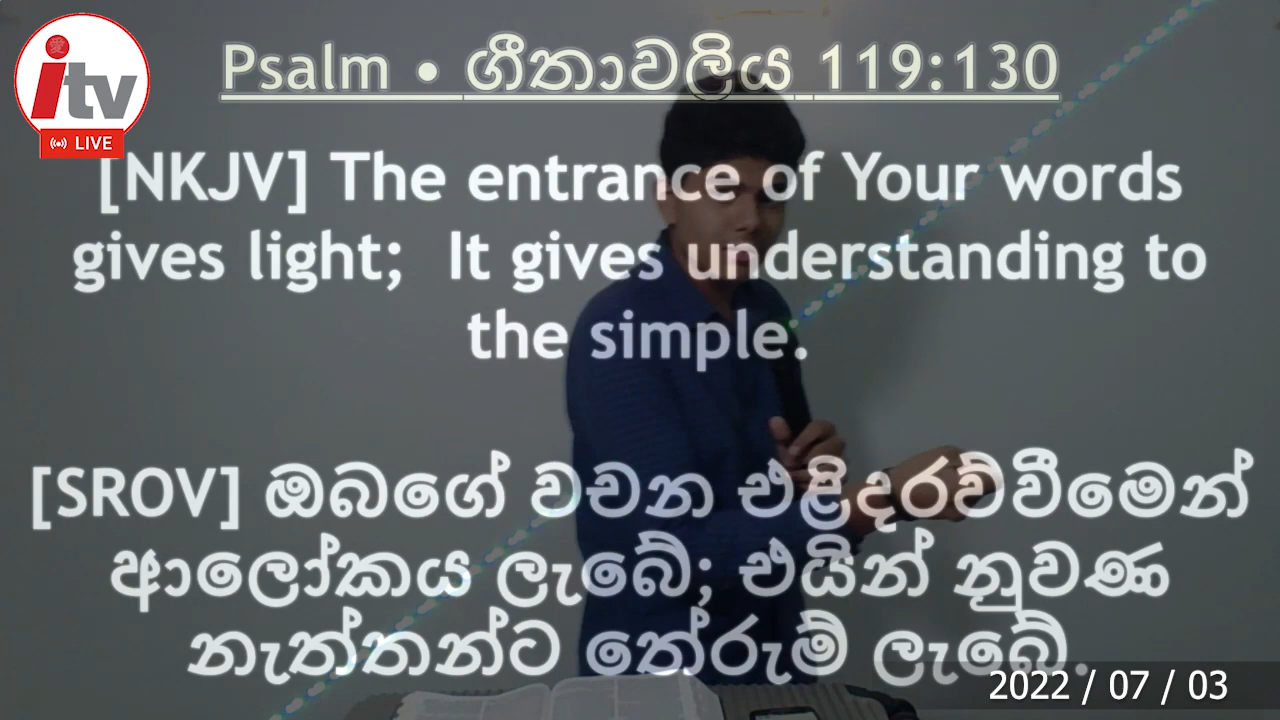 itv
LIVE
Psalm • ගීතාවලිය 119:130
[NKJV] The entrance of Your words
gives light;  It gives understanding to
the simple.
[SROV] ඔබගේ වචන එළිදරව්වීමෙන්
ආලෝකය ලැබේ; එයින් නුවණ
නැත්තන්ට තේරුම් ලැබේ.
2022 / 07 / 03